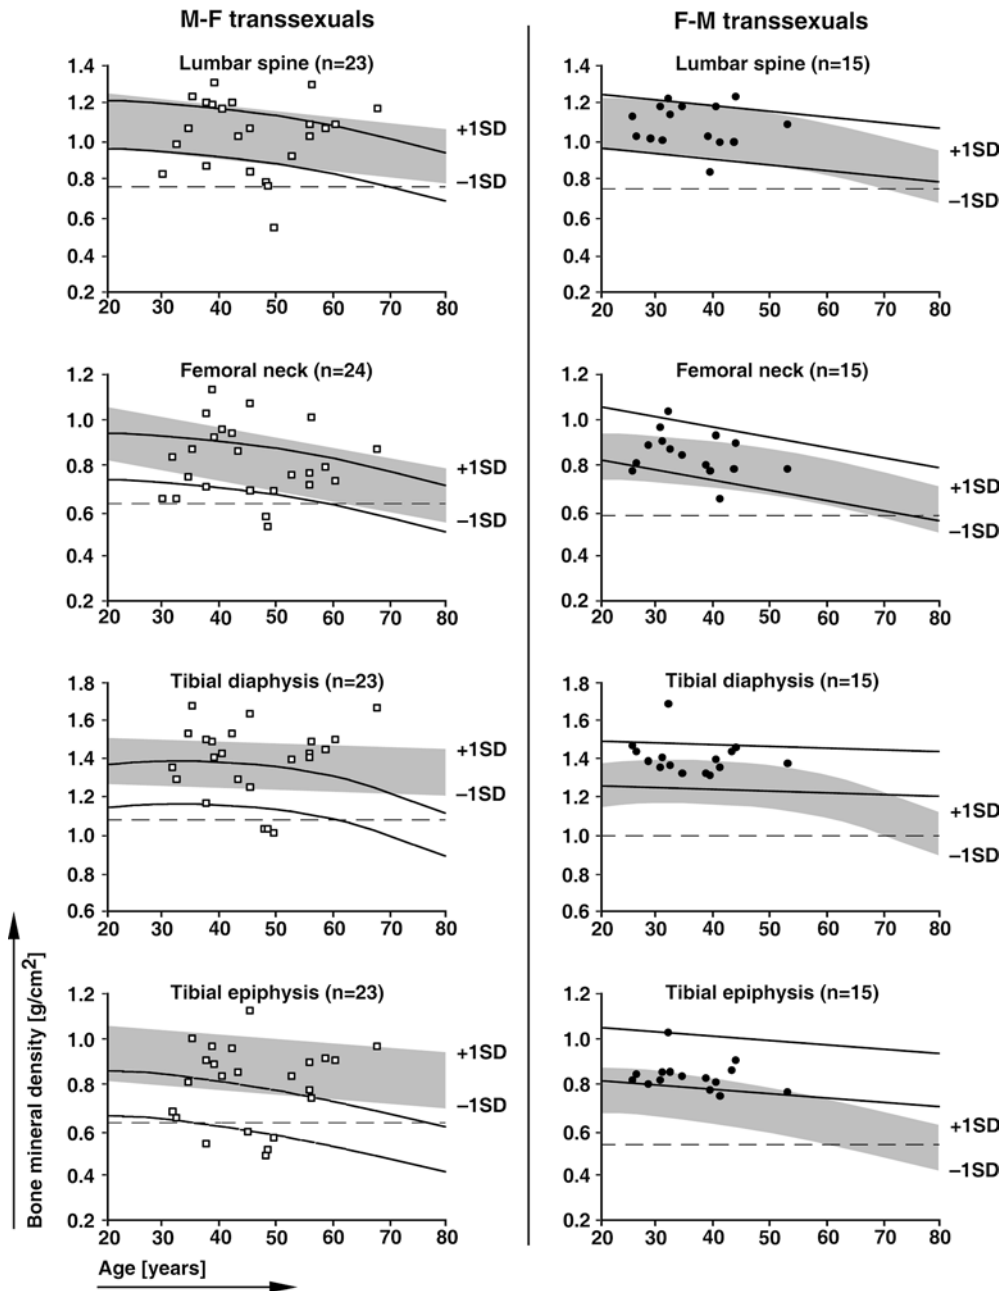 M-F transsexuals
Lumbar spine (n=23)
1.4
1.2
1.0
0.8
0.6
0.4
0.2
+1SD
–1SD
20 30 40 50 60 70 80
Femoral neck (n=24)
1.2
1.0
0.8
0.6
0.4
0.2
+1SD
–1SD
20 30 40 50 60 70 80
Tibial diaphysis (n=23)
1.8
1.6
1.4
1.2
1.0
0.8
0.6
+1SD
–1SD
20 30 40 50 60 70 80
Tibial epiphysis (n=23)
1.2
1.0
0.8
0.6
0.4
0.2
+1SD
–1SD
20 30 40 50 60 70 80
Bone mineral density [g/cm²]
Age [years]
F-M transsexuals
Lumbar spine (n=15)
1.4
1.2
1.0
0.8
0.6
0.4
0.2
+1SD
–1SD
20 30 40 50 60 70 80
Femoral neck (n=15)
1.2
1.0
0.8
0.6
0.4
0.2
+1SD
–1SD
20 30 40 50 60 70 80
Tibial diaphysis (n=15)
1.8
1.6
1.4
1.2
1.0
0.8
0.6
+1SD
–1SD
20 30 40 50 60 70 80
Tibial epiphysis (n=15)
1.2
1.0
0.8
0.6
0.4
0.2
+1SD
–1SD
20 30 40 50 60 70 80